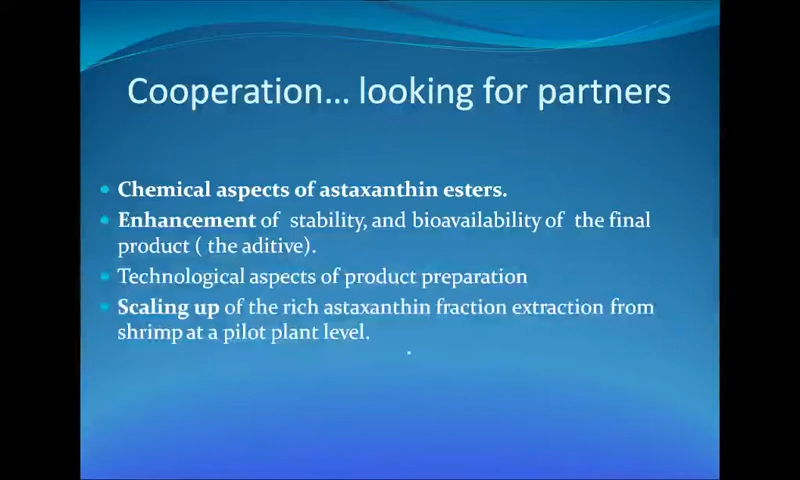 Cooperation... looking for partners
Chemical aspects of astaxanthin esters.
Enhancement of stability, and bioavailability of the final
product ( the aditive).
Technological aspects of product preparation
Scaling up of the rich astaxanthin fraction extraction from
shrimp at a pilot plant level.
.